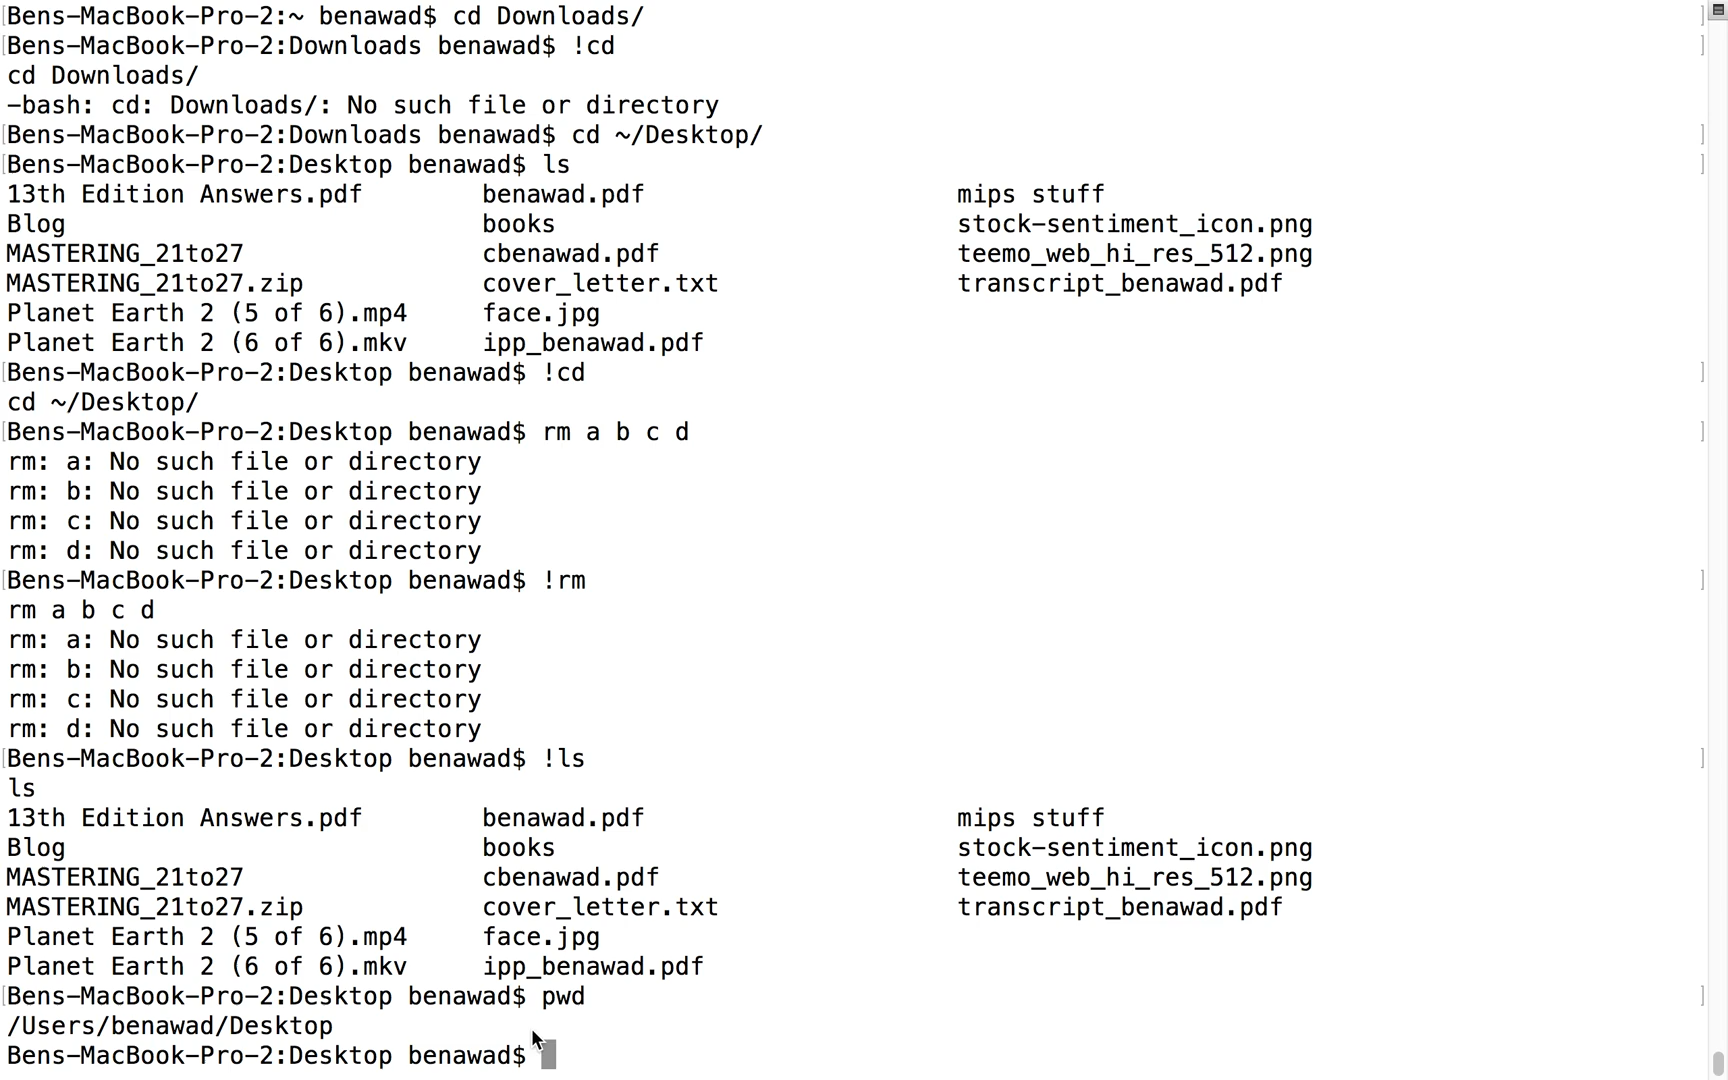 Bens-MacBook-Pro-2:~ benawad$ cd Downloads/
Bens-MacBook-Pro-2:Downloads benawad$ !cd
cd Downloads/
-bash: cd: Downloads/: No such file or directory
Bens-MacBook-Pro-2:Downloads benawad$ cd ~/Desktop/
Bens-MacBook-Pro-2:Desktop benawad$ ls
13th Edition Answers.pdf benawad.pdf mips stuff
Blog books stock-sentiment_icon.png
MASTERING_21to27 cbenawad.pdf teemo_web_hi_res_512.png
MASTERING_21to27.zip cover_letter.txt transcript_benawad.pdf
Planet Earth 2 (5 of 6).mp4 face.jpg
Planet Earth 2 (6 of 6).mkv ipp_benawad.pdf
Bens-MacBook-Pro-2:Desktop benawad$ !cd
cd ~/Desktop/
Bens-MacBook-Pro-2:Desktop benawad$ rm a b c d
rm: a: No such file or directory
rm: b: No such file or directory
rm: c: No such file or directory
rm: d: No such file or directory
Bens-MacBook-Pro-2:Desktop benawad$ !rm
rm a b c d
rm: a: No such file or directory
rm: b: No such file or directory
rm: c: No such file or directory
rm: d: No such file or directory
Bens-MacBook-Pro-2:Desktop benawad$ !ls
ls
13th Edition Answers.pdf benawad.pdf mips stuff
Blog books stock-sentiment_icon.png
MASTERING_21to27 cbenawad.pdf teemo_web_hi_res_512.png
MASTERING_21to27.zip cover_letter.txt transcript_benawad.pdf
Planet Earth 2 (5 of 6).mp4 face.jpg
Planet Earth 2 (6 of 6).mkv ipp_benawad.pdf
Bens-MacBook-Pro-2:Desktop benawad$ pwd
/Users/benawad/Desktop
Bens-MacBook-Pro-2:Desktop benawad$